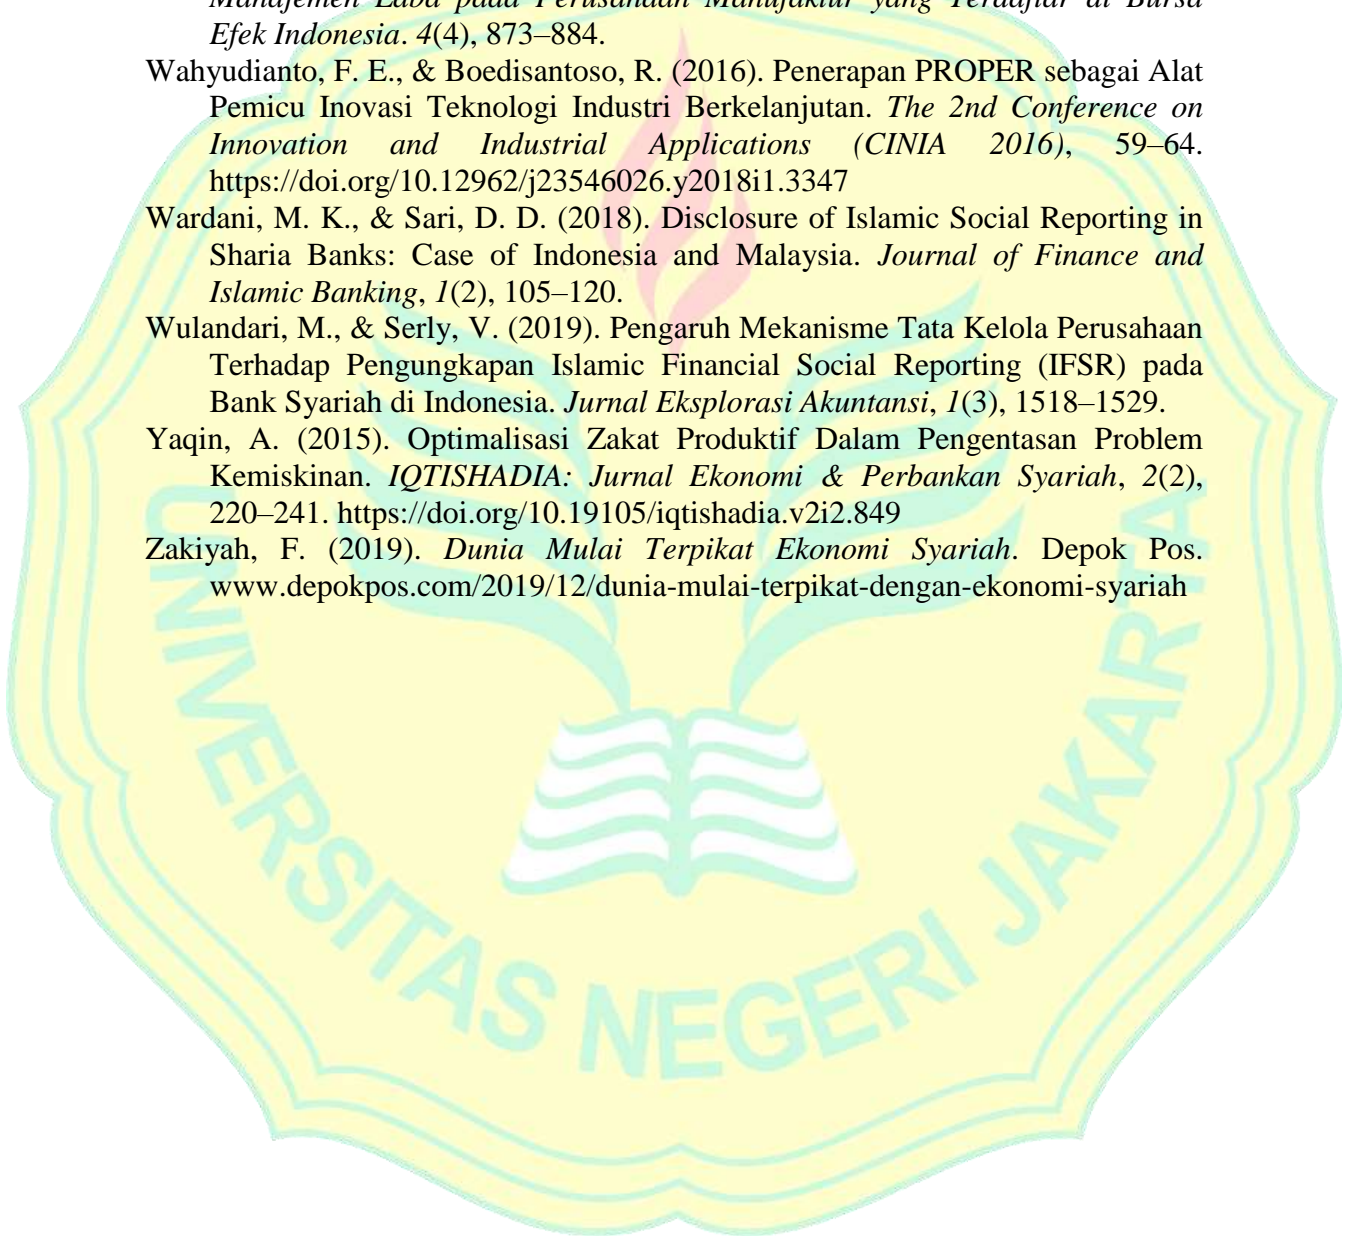 Manajemen Laba pada Perusahaan Manufaktur yang Terdaftar di Bursa
Efek Indonesia. 4(4), 873–884.
Wahyudianto, F. E., & Boedisantoso, R. (2016). Penerapan PROPER sebagai Alat
Pemicu Inovasi Teknologi Industri Berkelanjutan. The 2nd Conference on
Innovation and Industrial Applications (CINIA 2016), 59–64.
https://doi.org/10.12962/j23546026.y2018i1.3347
Wardani, M. K., & Sari, D. D. (2018). Disclosure of Islamic Social Reporting in
Sharia Banks: Case of Indonesia and Malaysia. Journal of Finance and
Islamic Banking, 1(2), 105–120.
Wulandari, M., & Serly, V. (2019). Pengaruh Mekanisme Tata Kelola Perusahaan
Terhadap Pengungkapan Islamic Financial Social Reporting (IFSR) pada
Bank Syariah di Indonesia. Jurnal Eksplorasi Akuntansi, 1(3), 1518–1529.
Yaqin, A. (2015). Optimalisasi Zakat Produktif Dalam Pengentasan Problem
Kemiskinan. IQTISHADIA: Jurnal Ekonomi & Perbankan Syariah, 2(2),
220–241. https://doi.org/10.19105/iqtishadia.v2i2.849
Zakiyah, F. (2019). Dunia Mulai Terpikat Ekonomi Syariah. Depok Pos.
www.depokpos.com/2019/12/dunia-mulai-terpikat-dengan-ekonomi-syariah
UNIVERSITAS NEGERI JAKARTA